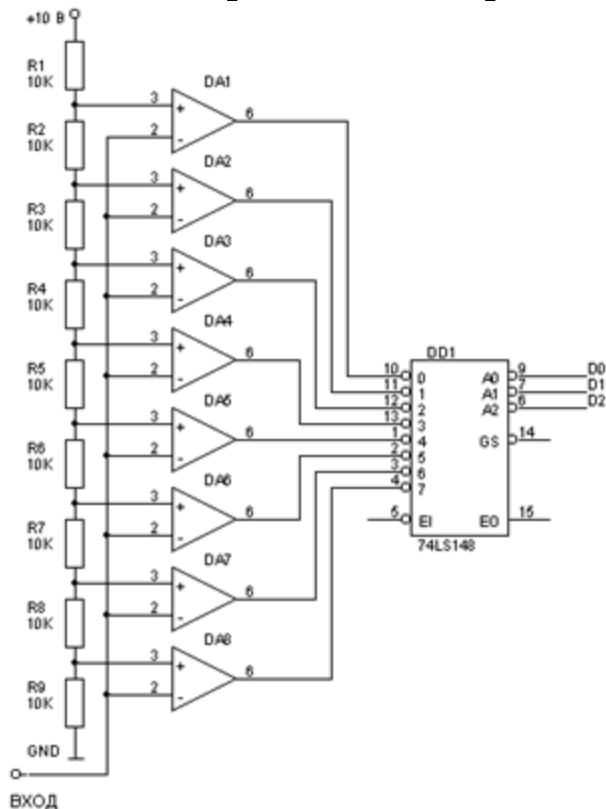 +10 В
R1
10K
R2
10K
R3
10K
R4
10K
R5
10K
R6
10K
R7
10K
R8
10K
R9
10K
GND
ВХОД
DA1
3
+
2
-
6
DA2
3
+
2
-
6
DA3
3
+
2
-
6
DA4
3
+
2
-
6
DA5
3
+
2
-
6
DA6
3
+
2
-
6
DA7
3
+
2
-
6
DA8
3
+
2
-
6
DD1
10 0 A0 9 D0
11 1 A1 7 D1
12 2 A2 6 D2
13 3
1 4 GS 14
2 5
3 6
4 7
5 EI EO 15
74LS148